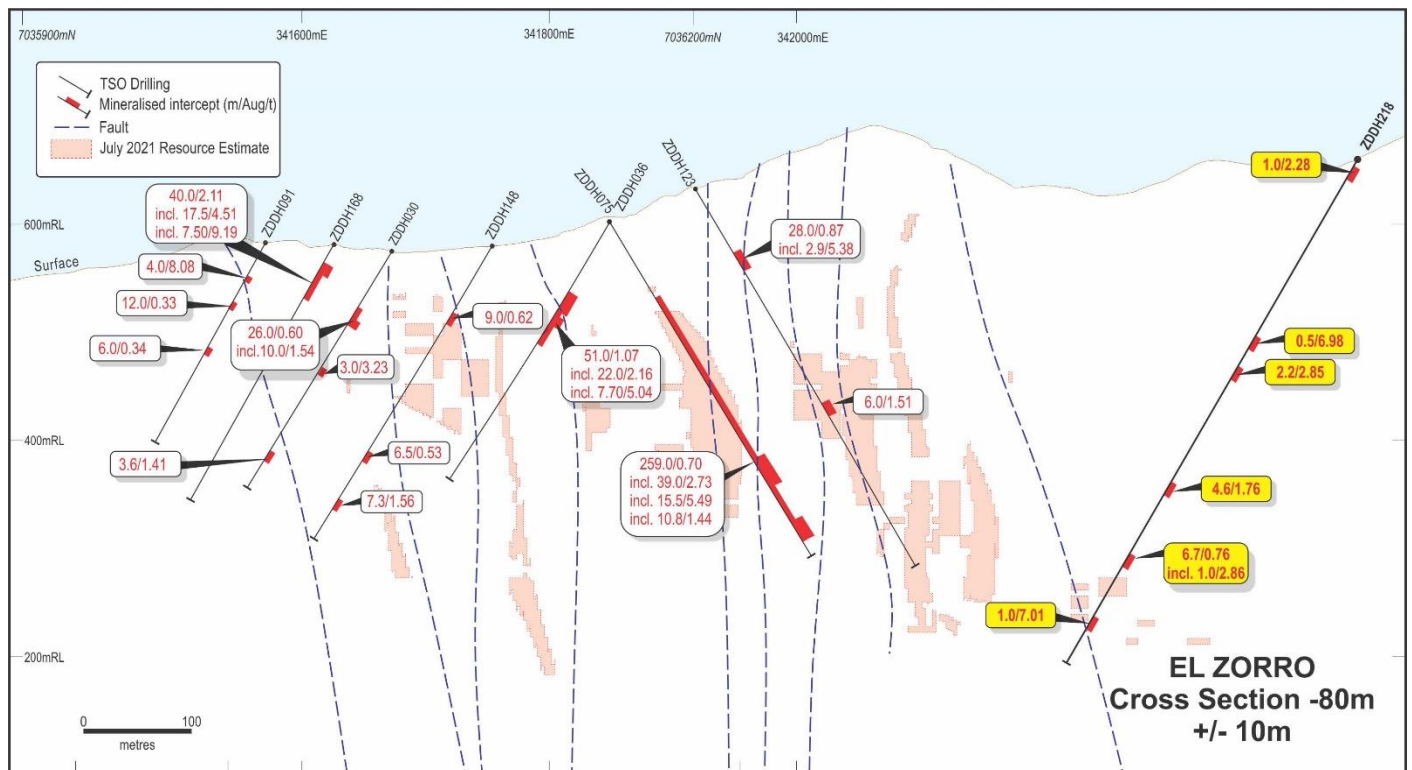 7035900mN
341600mE
341800mE
7036200mN
342000mE
TSO Drilling
Mineralised intercept (m/Aug/t)
Fault
July 2021 Resource Estimate
ZDDH218
1.0/2.28
ZDDH123
ZDDH036
ZDDH075
ZDDH148
ZDDH030
ZDDH168
ZDDH091
40.0/2.11
incl. 17.5/4.51
incl. 7.50/9.19
600mRL
Surface
4.0/8.08
12.0/0.33
6.0/0.34
26.0/0.60
incl.10.0/1.54
3.0/3.23
9.0/0.62
28.0/0.87
incl. 2.9/5.38
51.0/1.07
incl. 22.0/2.16
incl. 7.70/5.04
0.5/6.98
2.2/2.85
6.0/1.51
400mRL
3.6/1.41
6.5/0.53
7.3/1.56
259.0/0.70
incl. 39.0/2.73
incl. 15.5/5.49
incl. 10.8/1.44
4.6/1.76
6.7/0.76
incl. 1.0/2.86
1.0/7.01
200mRL
EL ZORRO
Cross Section -80m
+/- 10m
0
100
metres